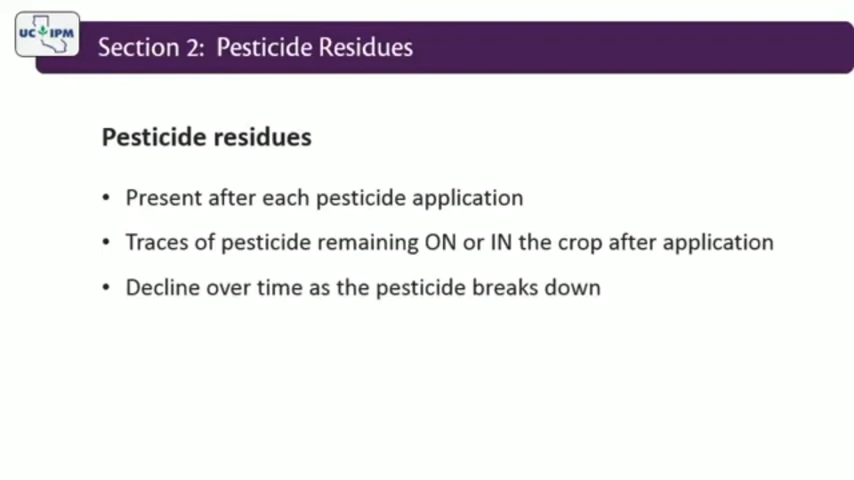 UC IPM
Section 2: Pesticide Residues
Pesticide residues
• Present after each pesticide application
• Traces of pesticide remaining ON or IN the crop after application
• Decline over time as the pesticide breaks down